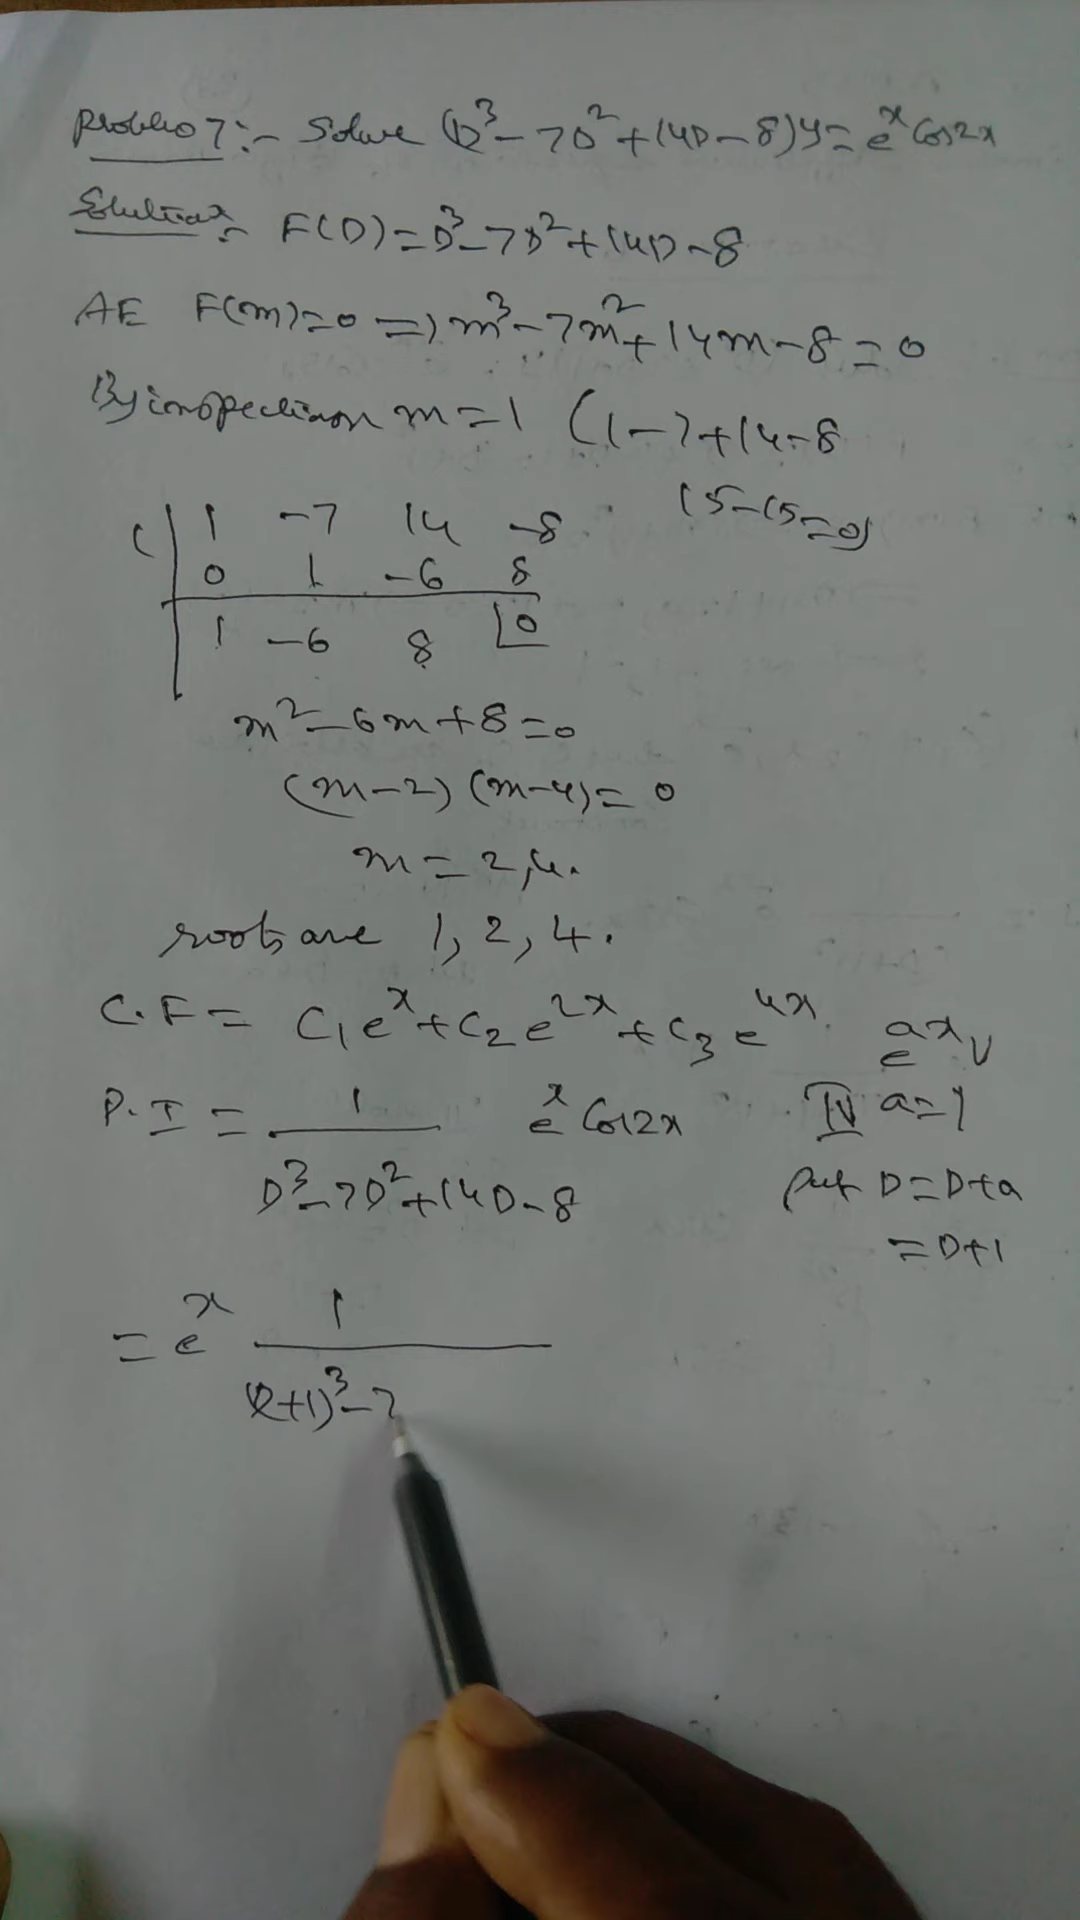 Problem 7:- Solve (D³ - 7D² + 14D - 8)y = eˣ Cos2x
Solution:- F(D) = D³ - 7D² + 14D - 8
AE F(m) = 0 => m³ - 7m² + 14m - 8 = 0
By inspection m = 1 (1 - 7 + 14 - 8
15 - 15 = 0)
1 | 1 -7 14 -8
0 1 -6 8
1 -6 8 |0
m² - 6m + 8 = 0
(m - 2) (m - 4) = 0
m = 2, 4.
roots are 1, 2, 4.
C.F = C₁eˣ + C₂e²ˣ + C₃e⁴ˣ. eᵃˣV
P.I = 1 / (D³ - 7D² + 14D - 8) eˣ Cos2x IV a = 1
put D = D + a
= D + 1
= eˣ 1 / (D+1)³ - 7